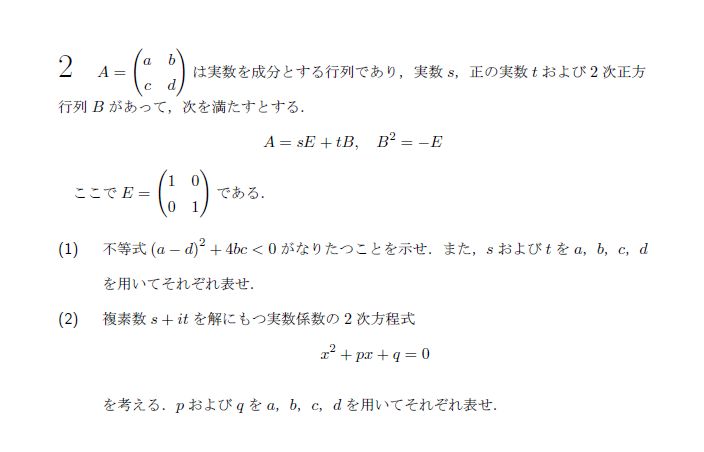 2 A = \begin{pmatrix} a & b \\ c & d \end{pmatrix} は実数を成分とする行列であり，実数 s，正の実数 t および 2 次正方
行列 B があって，次を満たすとする．
A = sE + tB, B^2 = −E
ここで E = \begin{pmatrix} 1 & 0 \\ 0 & 1 \end{pmatrix} である．
(1) 不等式 (a − d)^2 + 4bc < 0 がなりたつことを示せ．また，s および t を a，b，c，d
を用いてそれぞれ表せ．
(2) 複素数 s + it を解にもつ実数係数の 2 次方程式
x^2 + px + q = 0
を考える．p および q を a，b，c，d を用いてそれぞれ表せ．